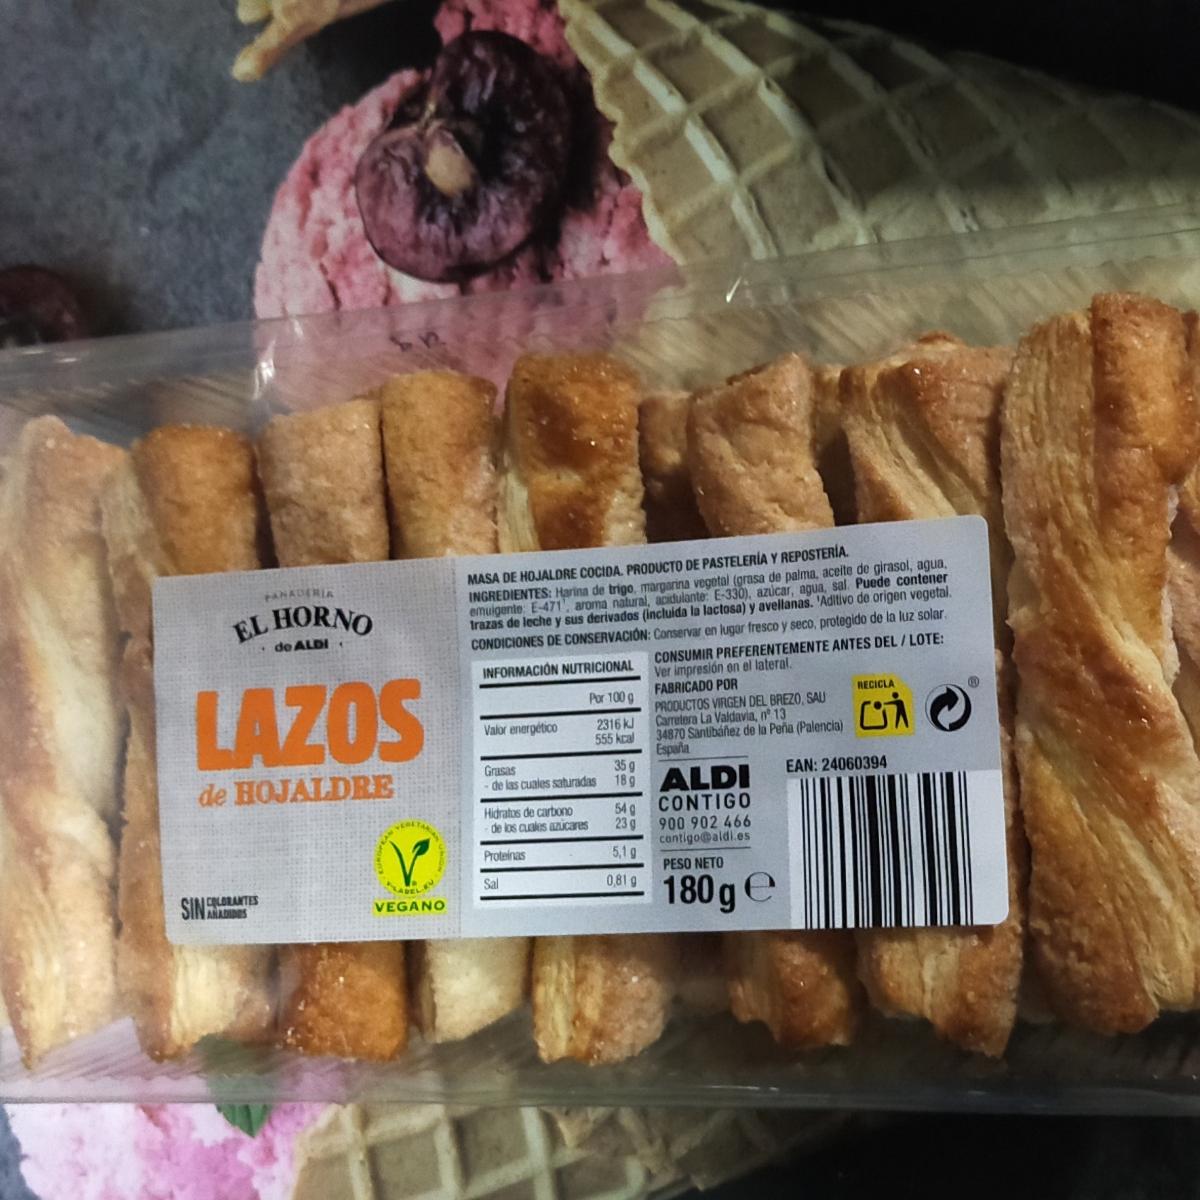 PANADERÍA
EL HORNO
· de ALDI ·
LAZOS
de HOJALDRE
SIN COLORANTES AÑADIDOS
EUROPEAN VEGETARIAN UNION
V-LABEL.EU
VEGANO
MASA DE HOJALDRE COCIDA. PRODUCTO DE PASTELERÍA Y REPOSTERÍA.
INGREDIENTES: Harina de trigo, margarina vegetal (grasa de palma, aceite de girasol, agua,
emulgente: E-471¹, aroma natural, acidulante: E-330), azúcar, agua, sal. Puede contener
trazas de leche y sus derivados (incluida la lactosa) y avellanas. ¹Aditivo de origen vegetal.
CONDICIONES DE CONSERVACIÓN: Conservar en lugar fresco y seco, protegido de la luz solar.
INFORMACIÓN NUTRICIONAL
Por 100 g
Valor energético 2316 kJ
555 kcal
Grasas 35 g
- de las cuales saturadas 18 g
Hidratos de carbono 54 g
- de los cuales azúcares 23 g
Proteínas 5,1 g
Sal 0,81 g
CONSUMIR PREFERENTEMENTE ANTES DEL / LOTE:
Ver impresión en el lateral.
FABRICADO POR
PRODUCTOS VIRGEN DEL BREZO, SAU
Carretera La Valdavia, nº 13
34870 Santibáñez de la Peña (Palencia)
España
RECICLA
®
ALDI
CONTIGO
900 902 466
contigo@aldi.es
PESO NETO
180 g e
EAN: 24060394